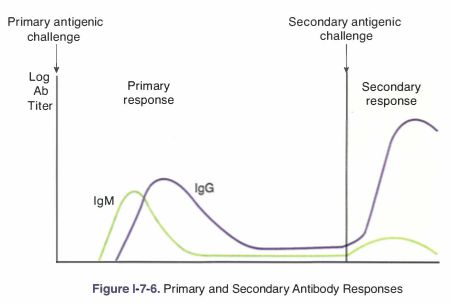 Primary antigenic
challenge
Secondary antigenic
challenge
Log
Ab
Titer
Primary
response
Secondary
response
IgM
IgG
Figure I-7-6. Primary and Secondary Antibody Responses